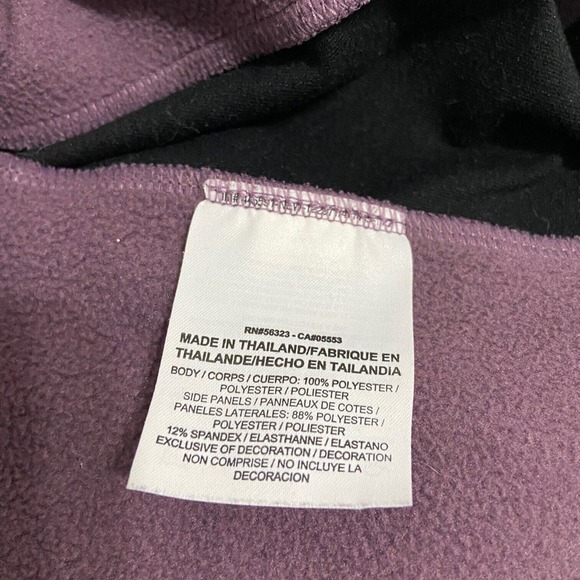 RN#56323 - CA#05553
MADE IN THAILAND/FABRIQUE EN
THAILANDE/HECHO EN TAILANDIA
BODY / CORPS / CUERPO: 100% POLYESTER /
POLYESTER / POLIESTER
SIDE PANELS / PANNEAUX DE COTES /
PANELES LATERALES: 88% POLYESTER /
POLYESTER / POLIESTER
12% SPANDEX / ELASTHANNE / ELASTANO
EXCLUSIVE OF DECORATION / DECORATION
NON COMPRISE / NO INCLUYE LA
DECORACION